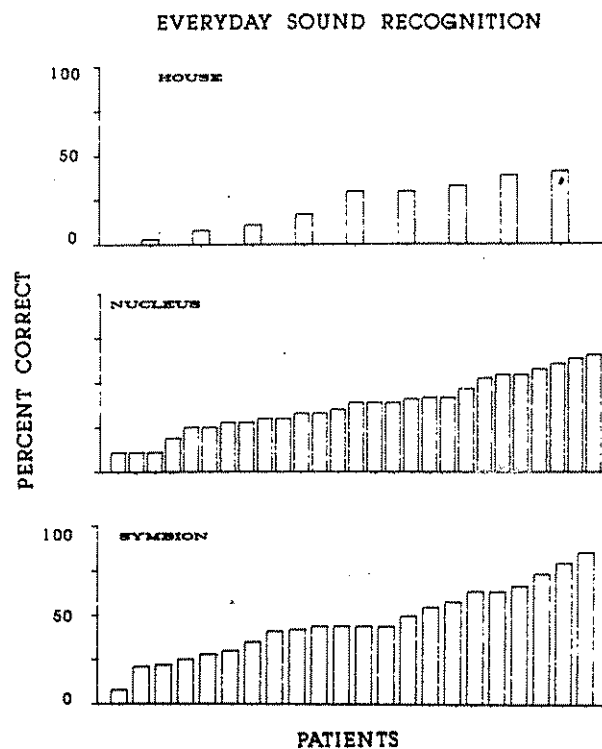 EVERYDAY SOUND RECOGNITION
100
HOUSE
50
0
PERCENT CORRECT
NUCLEUS
100
SYMBION
50
0
PATIENTS